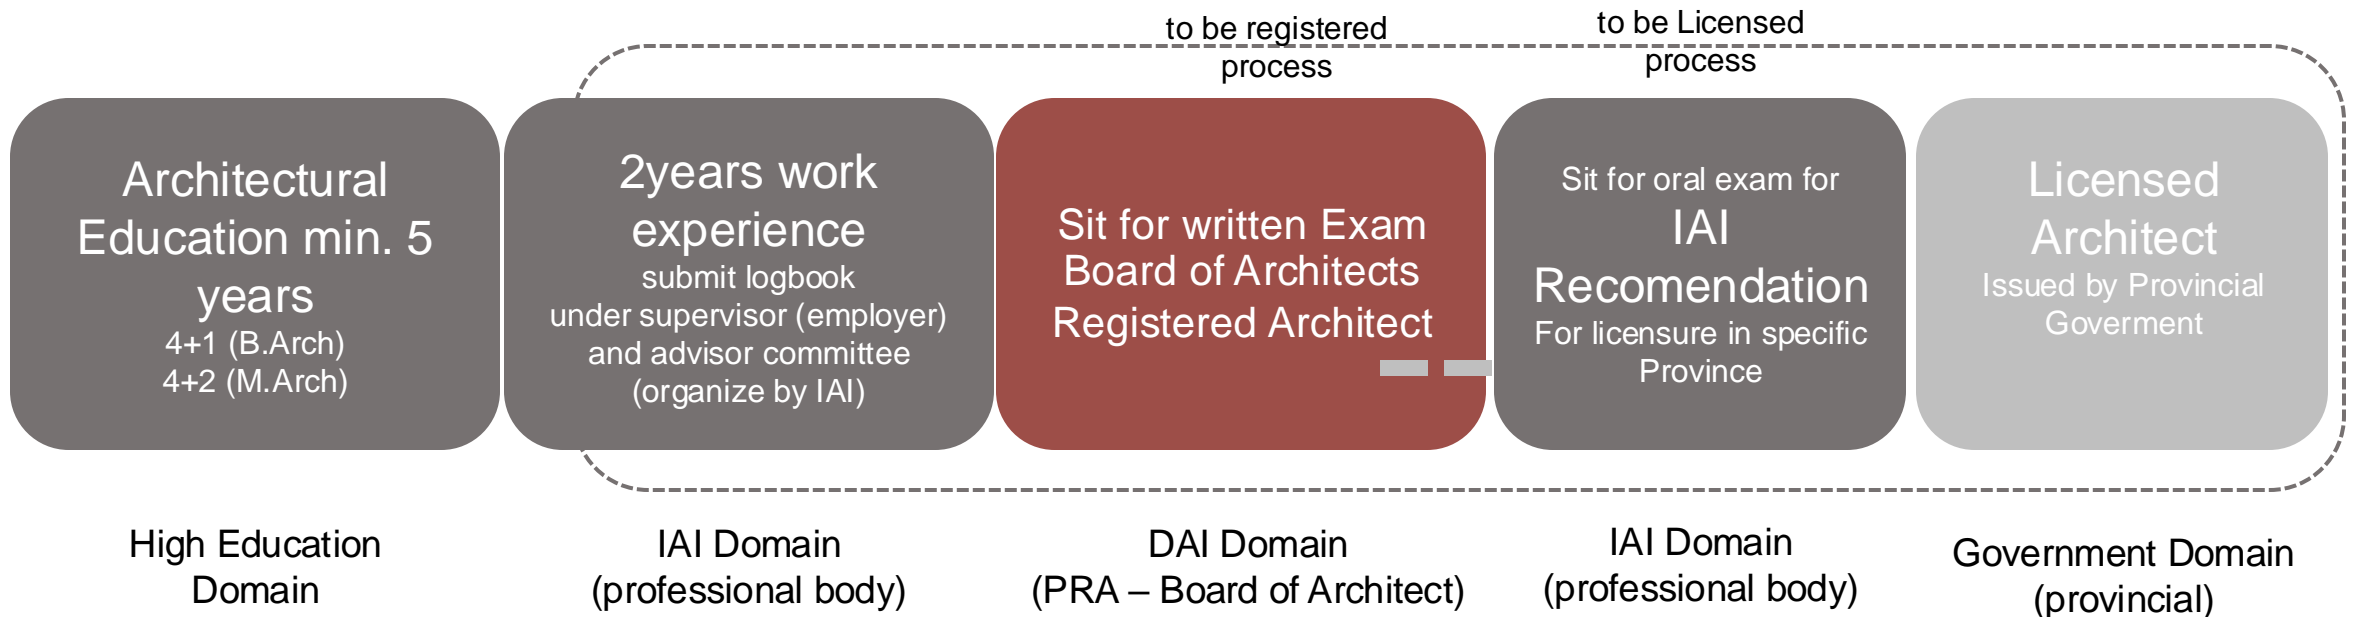 to be registered
process
to be Licensed
process
Architectural
Education min. 5
years
4+1 (B.Arch)
4+2 (M.Arch)
2years work
experience
submit logbook
under supervisor (employer)
and advisor committee
(organize by IAI)
Sit for written Exam
Board of Architects
Registered Architect
Sit for oral exam for
IAI
Recomendation
For licensure in specific
Province
Licensed
Architect
Issued by Provincial
Goverment
High Education
Domain
IAI Domain
(professional body)
DAI Domain
(PRA – Board of Architect)
IAI Domain
(professional body)
Government Domain
(provincial)